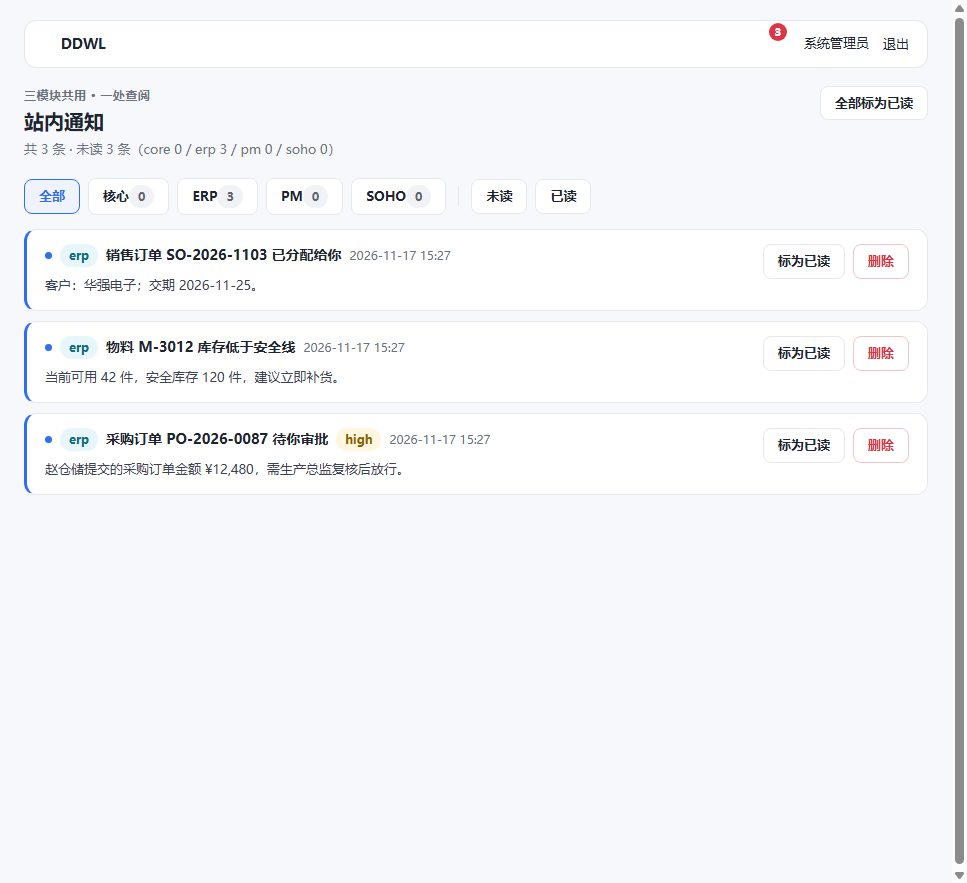 DDWL
3
系统管理员 退出
三模块共用 • 一处查阅
站内通知
共 3 条 · 未读 3 条（core 0 / erp 3 / pm 0 / soho 0）
全部标为已读
全部 核心 0 ERP 3 PM 0 SOHO 0 未读 已读
erp 销售订单 SO-2026-1103 已分配给你 2026-11-17 15:27
客户：华强电子；交期 2026-11-25。
标为已读 删除
erp 物料 M-3012 库存低于安全线 2026-11-17 15:27
当前可用 42 件，安全库存 120 件，建议立即补货。
标为已读 删除
erp 采购订单 PO-2026-0087 待你审批 high 2026-11-17 15:27
赵仓储提交的采购订单金额 ¥12,480，需生产总监复核后放行。
标为已读 删除